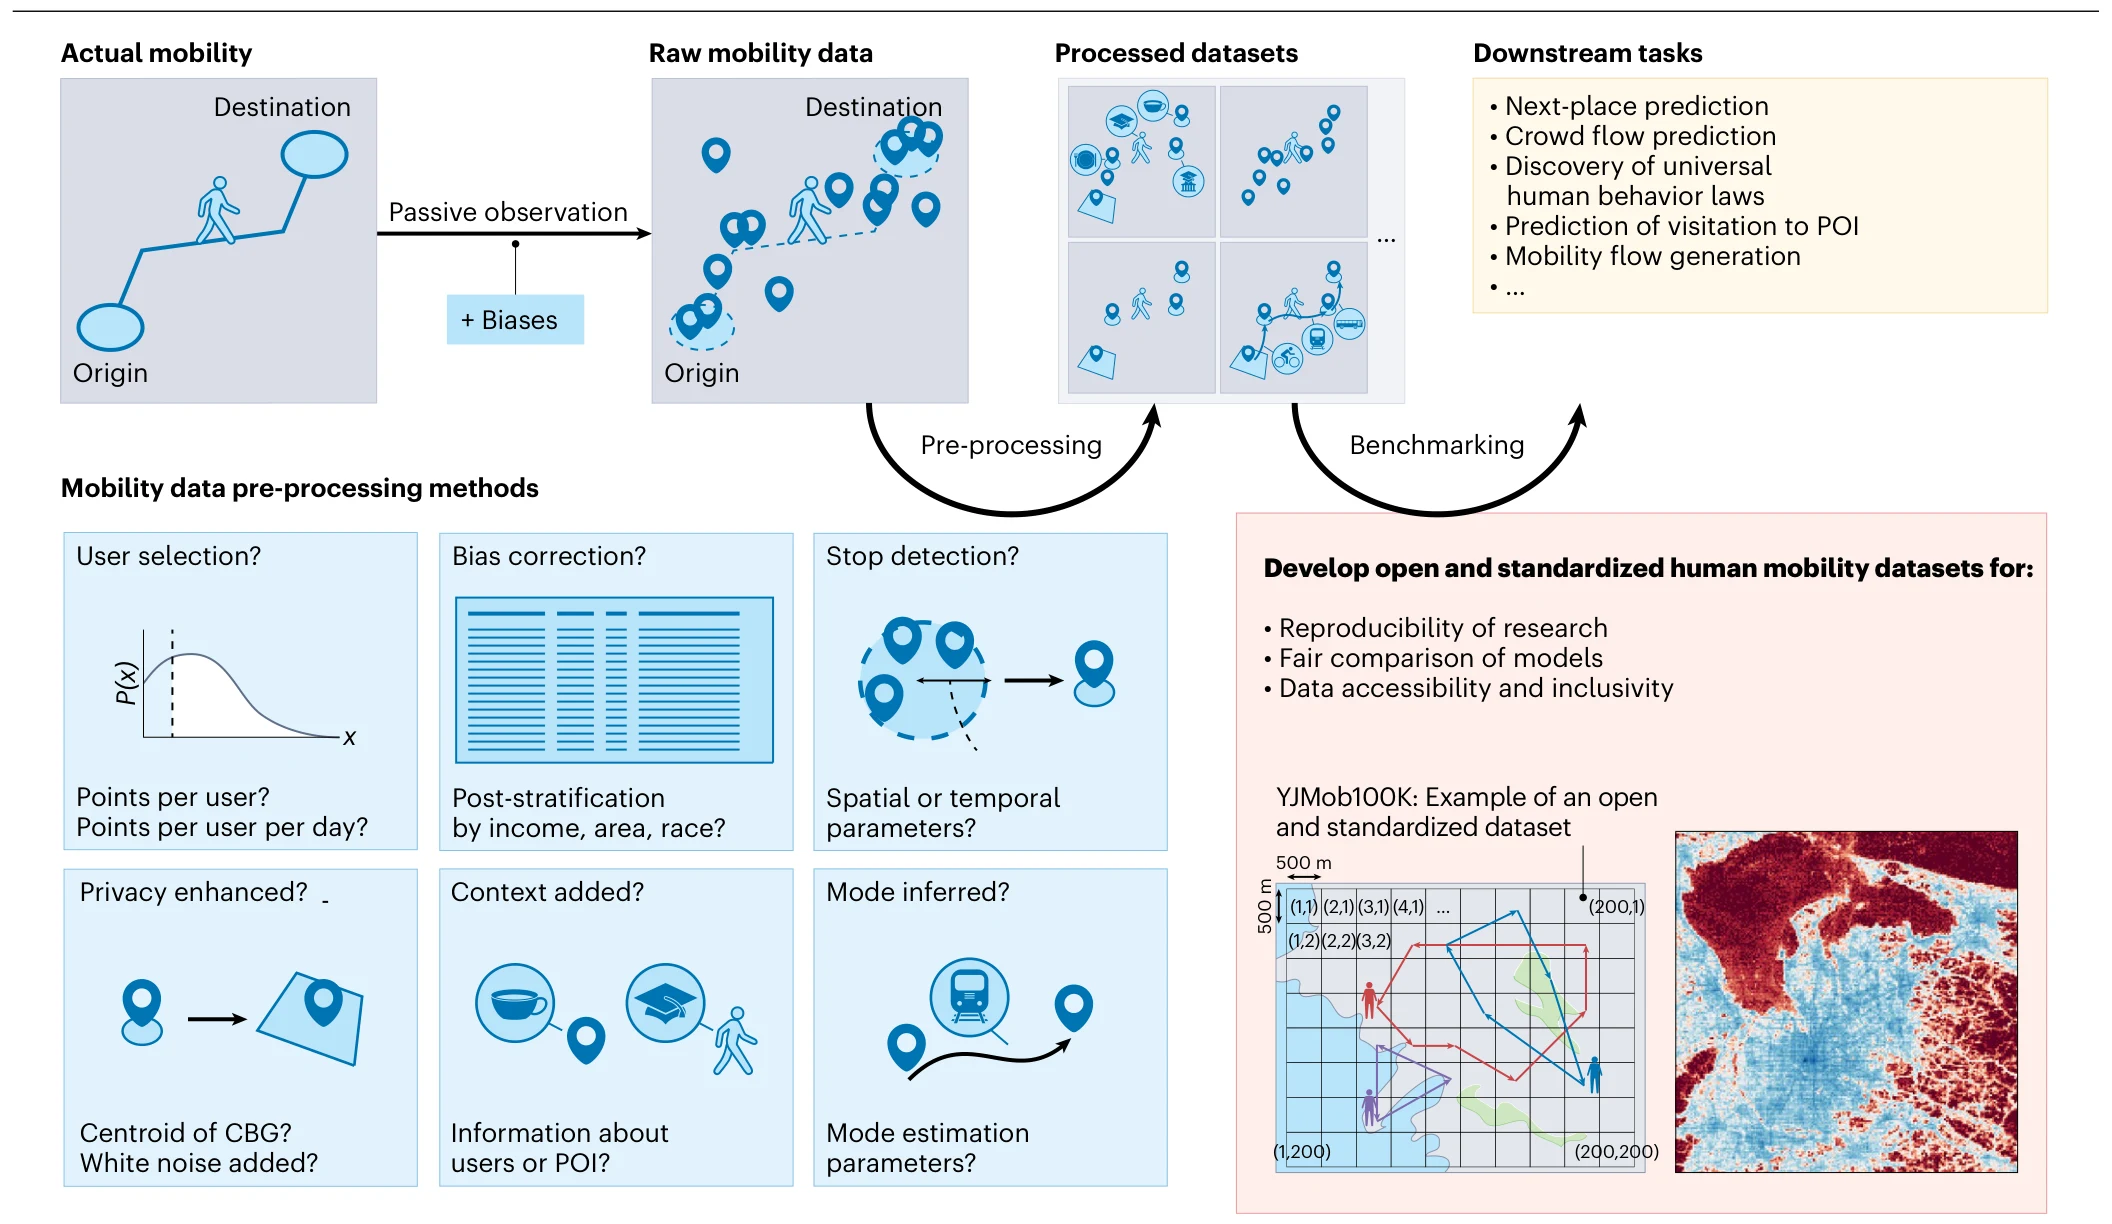 Actual mobility
Destination
Origin
Passive observation
+ Biases
Raw mobility data
Destination
Origin
Processed datasets
...
Downstream tasks
• Next-place prediction
• Crowd flow prediction
• Discovery of universal
human behavior laws
• Prediction of visitation to POI
• Mobility flow generation
• ...
Pre-processing
Benchmarking
Mobility data pre-processing methods
User selection?
P(x)
x
Points per user?
Points per user per day?
Bias correction?
Post-stratification
by income, area, race?
Stop detection?
Spatial or temporal
parameters?
Privacy enhanced? -
Centroid of CBG?
White noise added?
Context added?
Information about
users or POI?
Mode inferred?
Mode estimation
parameters?
Develop open and standardized human mobility datasets for:
• Reproducibility of research
• Fair comparison of models
• Data accessibility and inclusivity
YJMob100K: Example of an open
and standardized dataset
500 m
500 m
(1,1) (2,1) (3,1) (4,1) ... (200,1)
(1,2)(2,2)(3,2)
(1,200) (200,200)